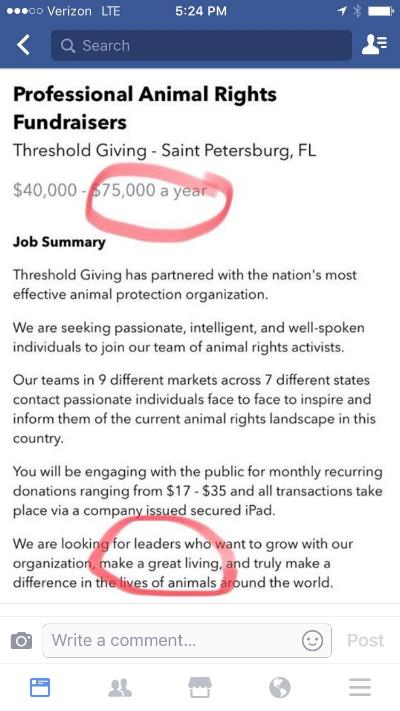 Verizon LTE
5:24 PM
Search
Professional Animal Rights
Fundraisers
Threshold Giving - Saint Petersburg, FL
$40,000 - $75,000 a year
Job Summary
Threshold Giving has partnered with the nation's most
effective animal protection organization.
We are seeking passionate, intelligent, and well-spoken
individuals to join our team of animal rights activists.
Our teams in 9 different markets across 7 different states
contact passionate individuals face to face to inspire and
inform them of the current animal rights landscape in this
country.
You will be engaging with the public for monthly recurring
donations ranging from $17 - $35 and all transactions take
place via a company issued secured iPad.
We are looking for leaders who want to grow with our
organization, make a great living, and truly make a
difference in the lives of animals around the world.
Write a comment...
Post